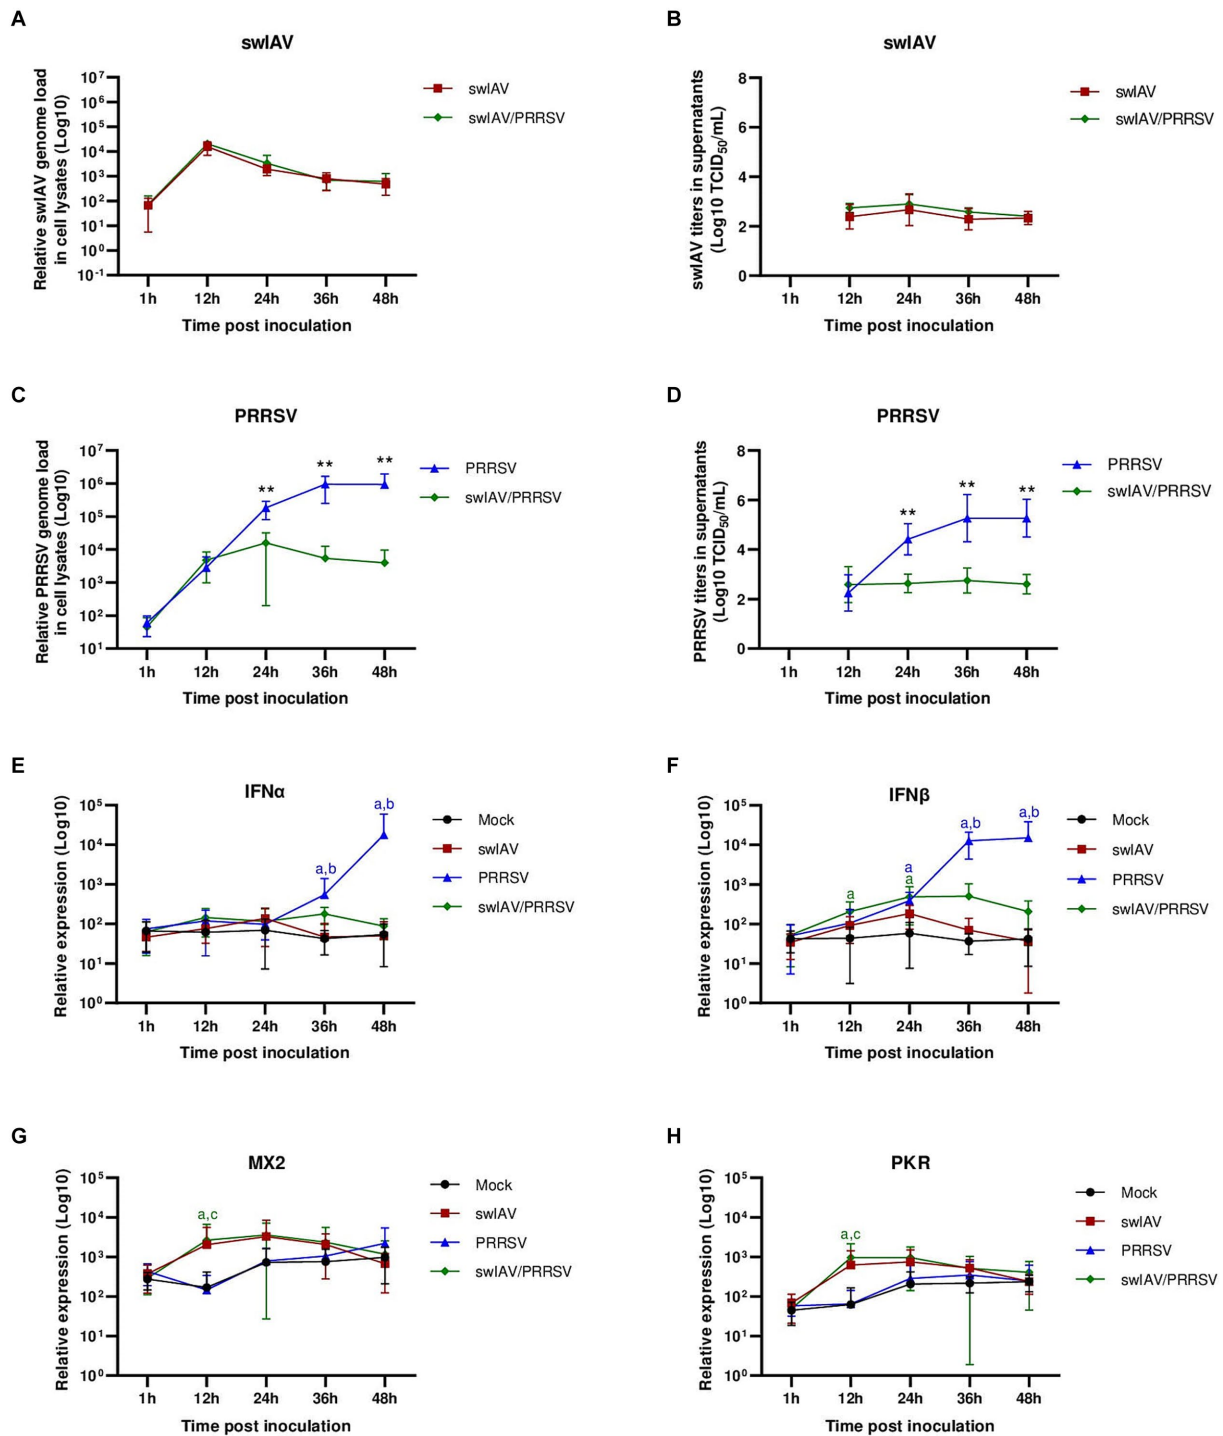 A
swIAV
Relative swIAV genome load
in cell lysates (Log10)
10⁷
10⁶
10⁵
10⁴
10³
10²
10¹
10⁰
10⁻¹
1h 12h 24h 36h 48h
Time post inoculation
swIAV
swIAV/PRRSV
B
swIAV
swIAV titers in supernatants
(Log10 TCID₅₀/mL)
8
6
4
2
0
1h 12h 24h 36h 48h
Time post inoculation
swIAV
swIAV/PRRSV
C
PRRSV
Relative PRRSV genome load
in cell lysates (Log10)
10⁷
10⁶
10⁵
10⁴
10³
10²
10¹
** ** **
1h 12h 24h 36h 48h
Time post inoculation
PRRSV
swIAV/PRRSV
D
PRRSV
PRRSV titers in supernatants
(Log10 TCID₅₀/mL)
8
6
4
2
0
** ** **
1h 12h 24h 36h 48h
Time post inoculation
PRRSV
swIAV/PRRSV
E
IFNα
Relative expression (Log10)
10⁵
10⁴
10³
10²
10¹
10⁰
a,b
a,b
1h 12h 24h 36h 48h
Time post inoculation
Mock
swIAV
PRRSV
swIAV/PRRSV
F
IFNβ
Relative expression (Log10)
10⁵
10⁴
10³
10²
10¹
10⁰
a,b
a,b
a
a
a
1h 12h 24h 36h 48h
Time post inoculation
Mock
swIAV
PRRSV
swIAV/PRRSV
G
MX2
Relative expression (Log10)
10⁵
10⁴
10³
10²
10¹
10⁰
a,c
1h 12h 24h 36h 48h
Time post inoculation
Mock
swIAV
PRRSV
swIAV/PRRSV
H
PKR
Relative expression (Log10)
10⁵
10⁴
10³
10²
10¹
10⁰
a,c
1h 12h 24h 36h 48h
Time post inoculation
Mock
swIAV
PRRSV
swIAV/PRRSV